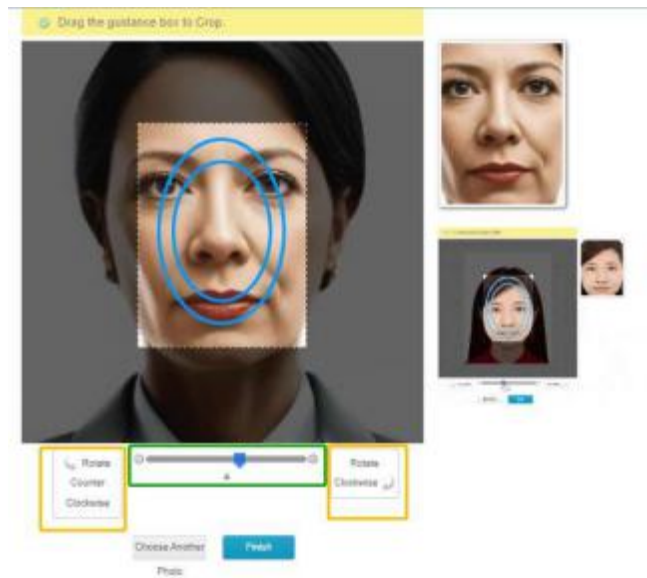 Drag the guidance box to Crop.
Rotate
Counter
Clockwise
Rotate
Clockwise
Choose Another
Photo
Finish